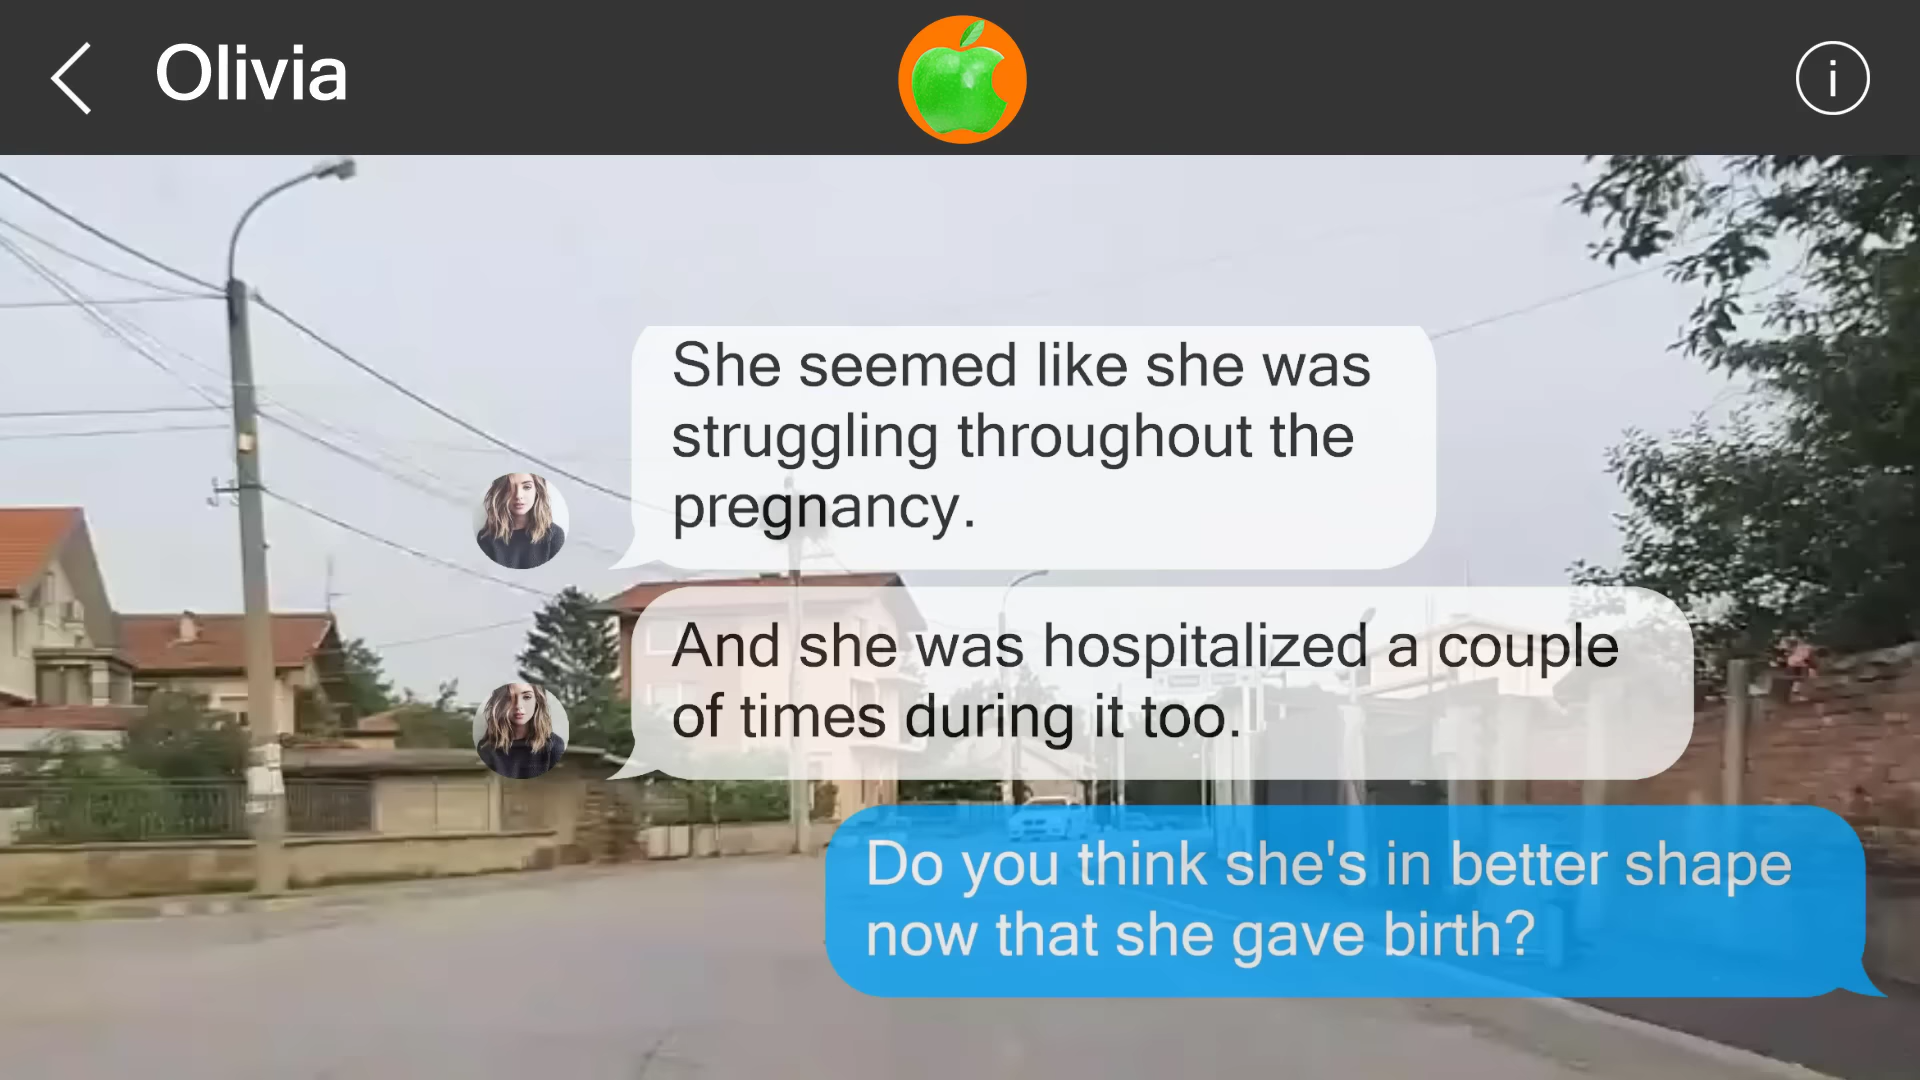 Olivia
She seemed like she was
struggling throughout the
pregnancy.
And she was hospitalized a couple
of times during it too.
Do you think she's in better shape
now that she gave birth?